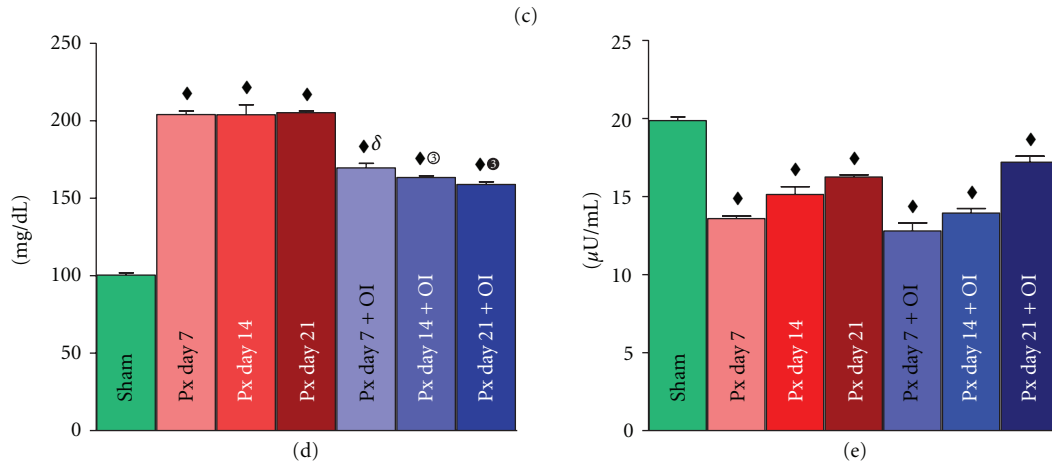 (c)
250
200
150
100
50
0
(mg/dL)
Sham
Px day 7
Px day 14
Px day 21
Px day 7 + OI
Px day 14 + OI
Px day 21 + OI
♦
♦
♦
♦ δ
♦ ③
♦ ❸
(d)
25
20
15
10
5
0
(μU/mL)
Sham
Px day 7
Px day 14
Px day 21
Px day 7 + OI
Px day 14 + OI
Px day 21 + OI
♦
♦
♦
♦
♦
♦
(e)